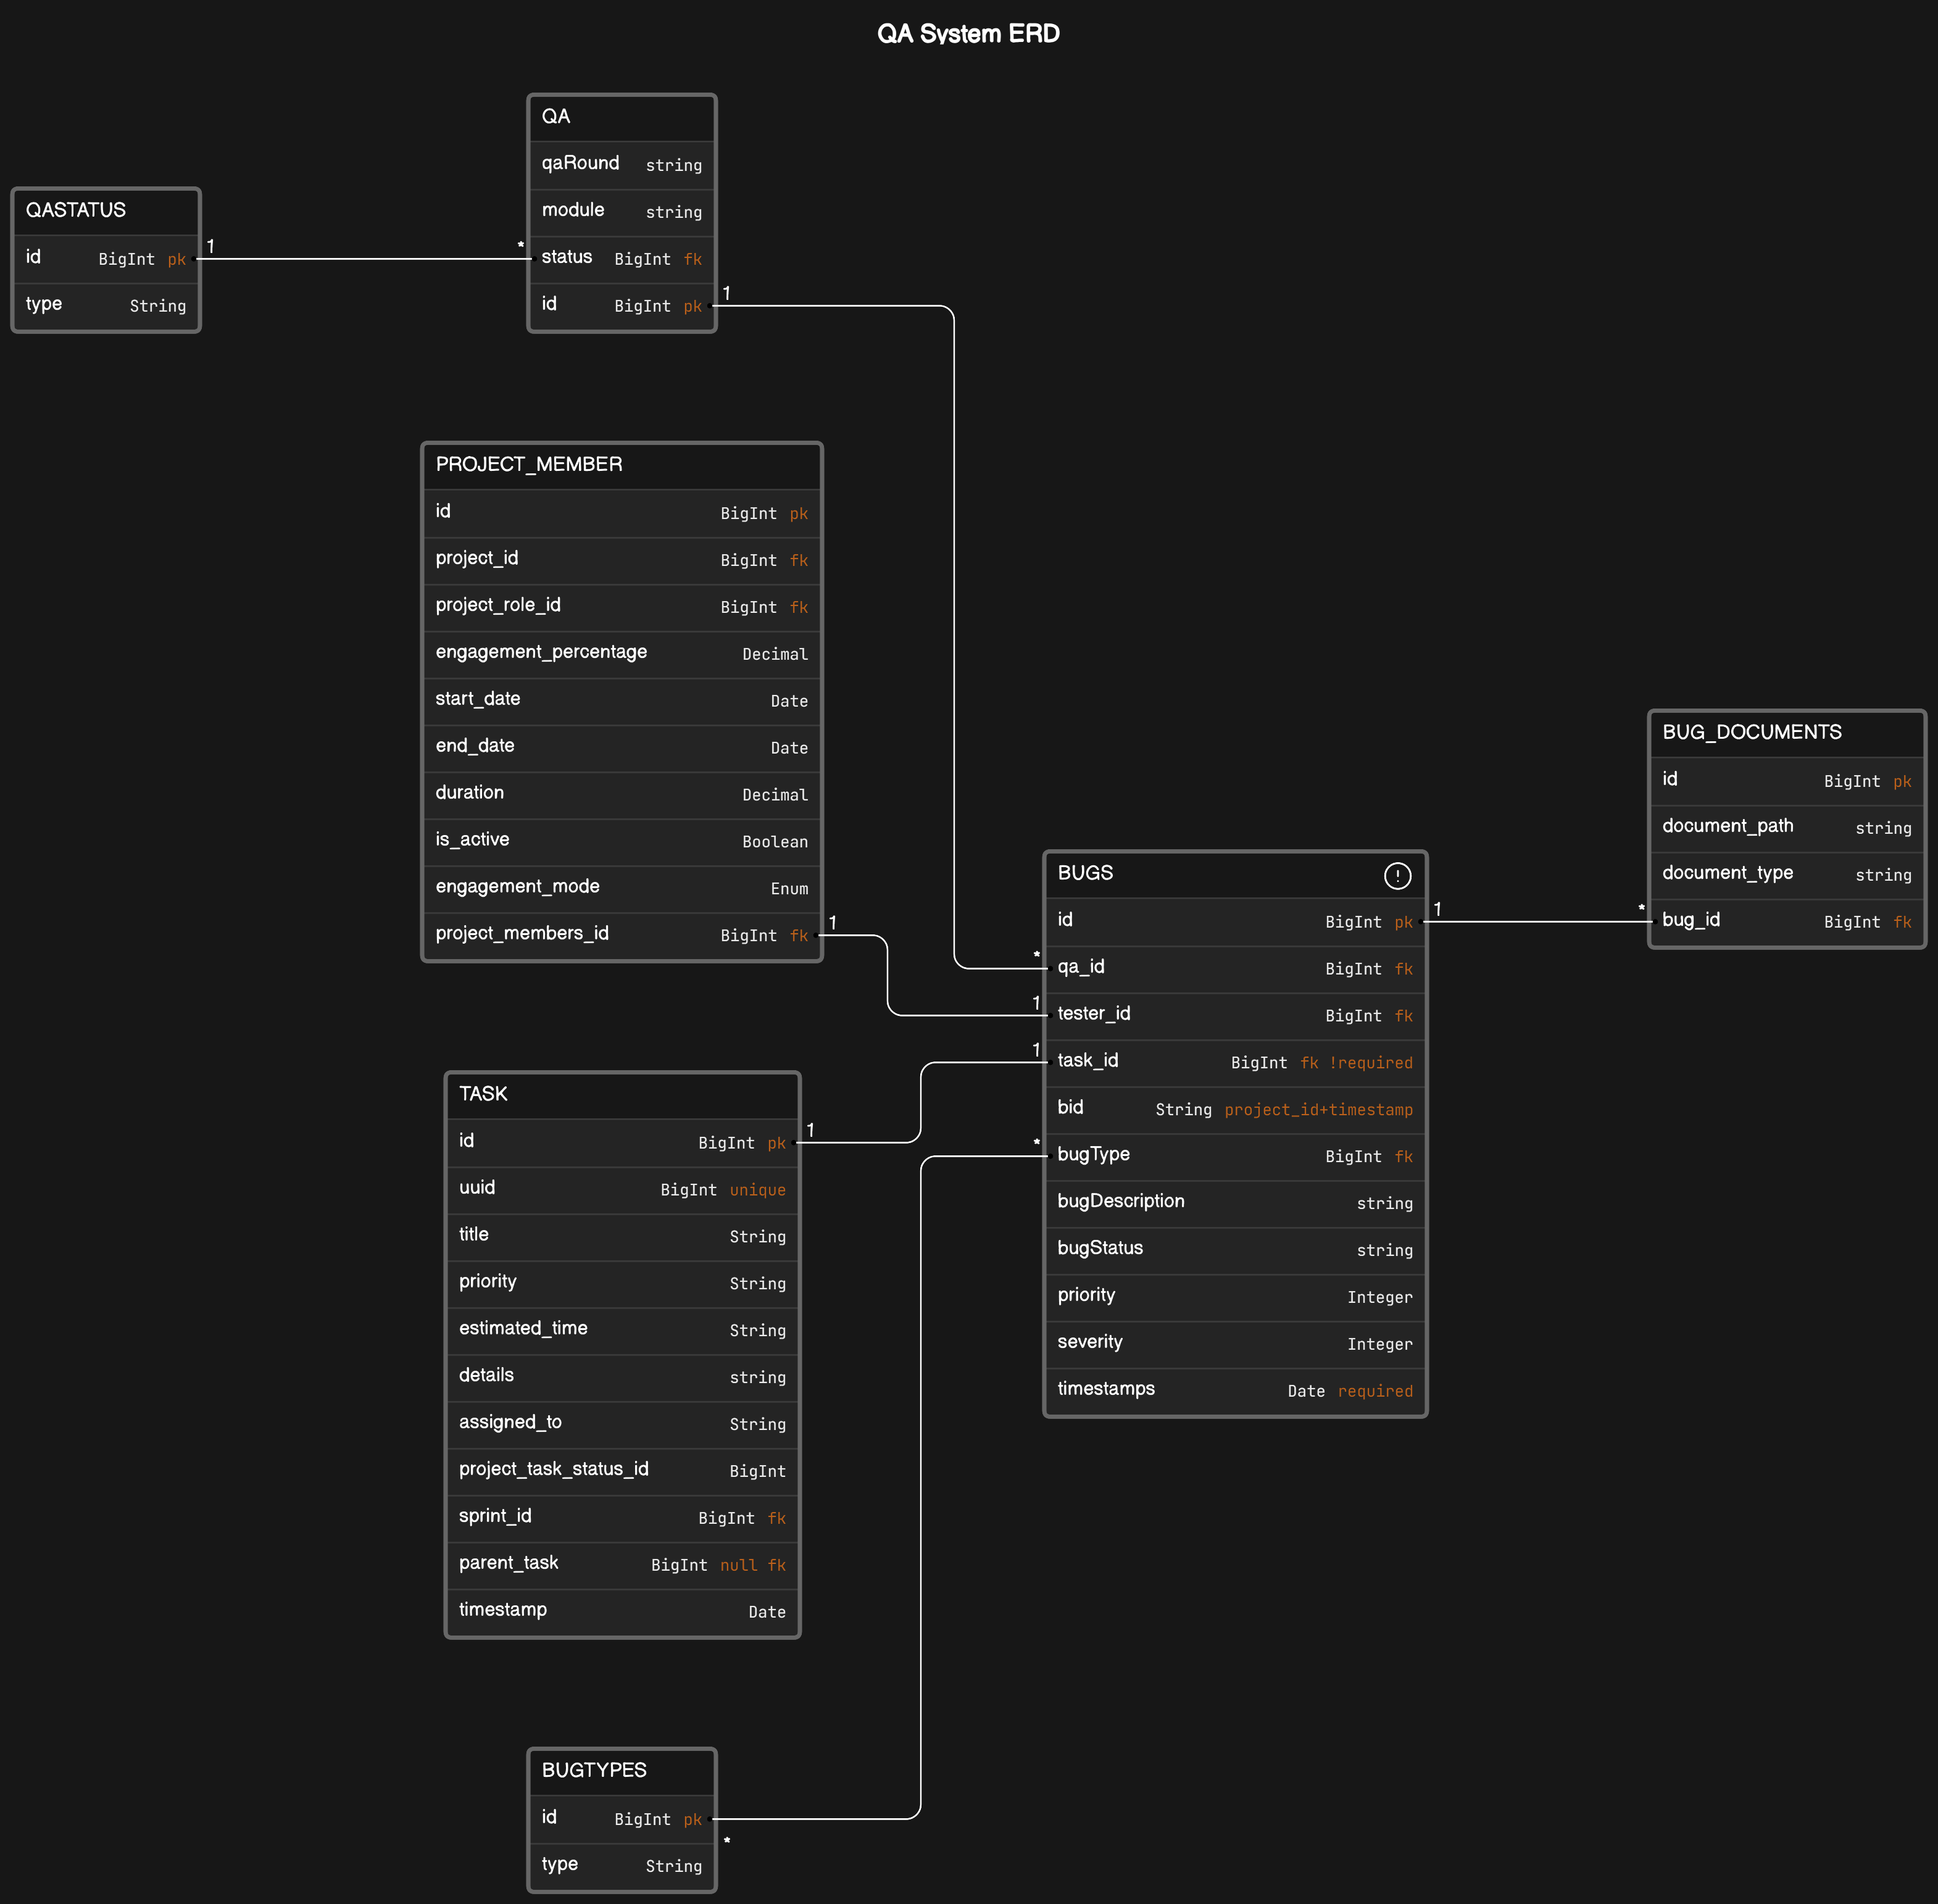 QA System ERD
QA
qaRound string
module string
status BigInt fk
id BigInt pk
QASTATUS
id BigInt pk
type String
1
*
1
PROJECT_MEMBER
id BigInt pk
project_id BigInt fk
project_role_id BigInt fk
engagement_percentage Decimal
start_date Date
end_date Date
duration Decimal
is_active Boolean
engagement_mode Enum
project_members_id BigInt fk
1
BUG_DOCUMENTS
id BigInt pk
document_path string
document_type string
bug_id BigInt fk
BUGS !
id BigInt pk
qa_id BigInt fk
tester_id BigInt fk
task_id BigInt fk !required
bid String project_id+timestamp
bugType BigInt fk
bugDescription string
bugStatus string
priority Integer
severity Integer
timestamps Date required
1
*
*
1
1
*
TASK
id BigInt pk
uuid BigInt unique
title String
priority String
estimated_time String
details string
assigned_to String
project_task_status_id BigInt
sprint_id BigInt fk
parent_task BigInt null fk
timestamp Date
1
BUGTYPES
id BigInt pk
type String
*